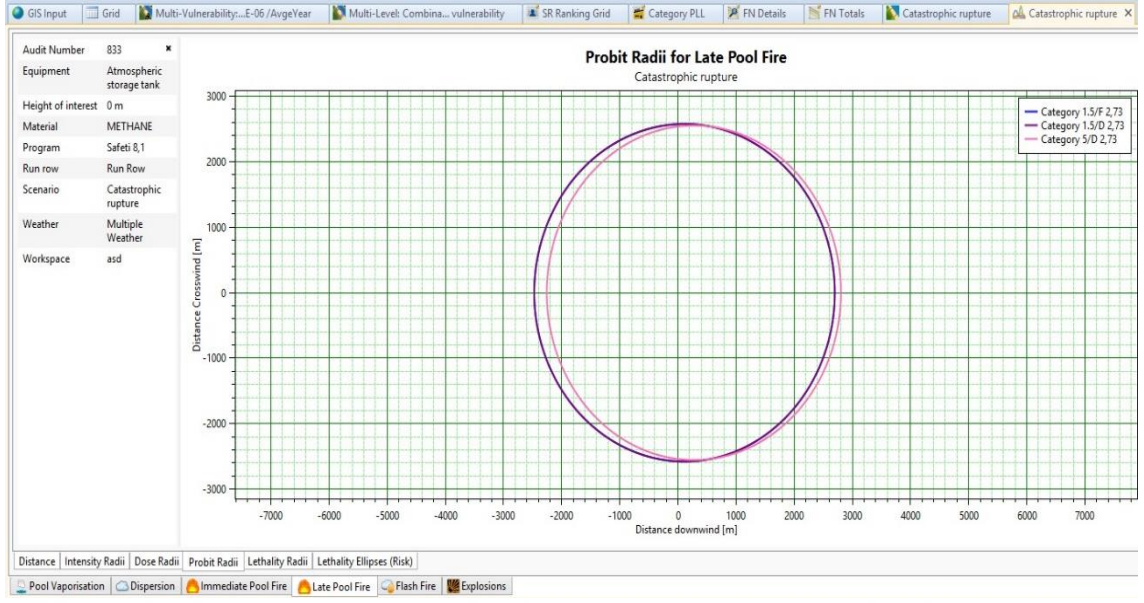 GIS Input Grid Multi-Vulnerability:...E-06 /AvgeYear Multi-Level: Combina... vulnerability SR Ranking Grid Category PLL FN Details FN Totals Catastrophic rupture Catastrophic rupture ×
Audit Number 833
Equipment Atmospheric
storage tank
Height of interest 0 m
Material METHANE
Program Safeti 8,1
Run row Run Row
Scenario Catastrophic
rupture
Weather Multiple
Weather
Workspace asd
Probit Radii for Late Pool Fire
Catastrophic rupture
Category 1.5/F 2,73
Category 1.5/D 2,73
Category 5/D 2,73
Distance Crosswind [m]
3000
2000
1000
0
-1000
-2000
-3000
-7000 -6000 -5000 -4000 -3000 -2000 -1000 0 1000 2000 3000 4000 5000 6000 7000
Distance downwind [m]
Distance Intensity Radii Dose Radii Probit Radii Lethality Radii Lethality Ellipses (Risk)
Pool Vaporisation Dispersion Immediate Pool Fire Late Pool Fire Flash Fire Explosions